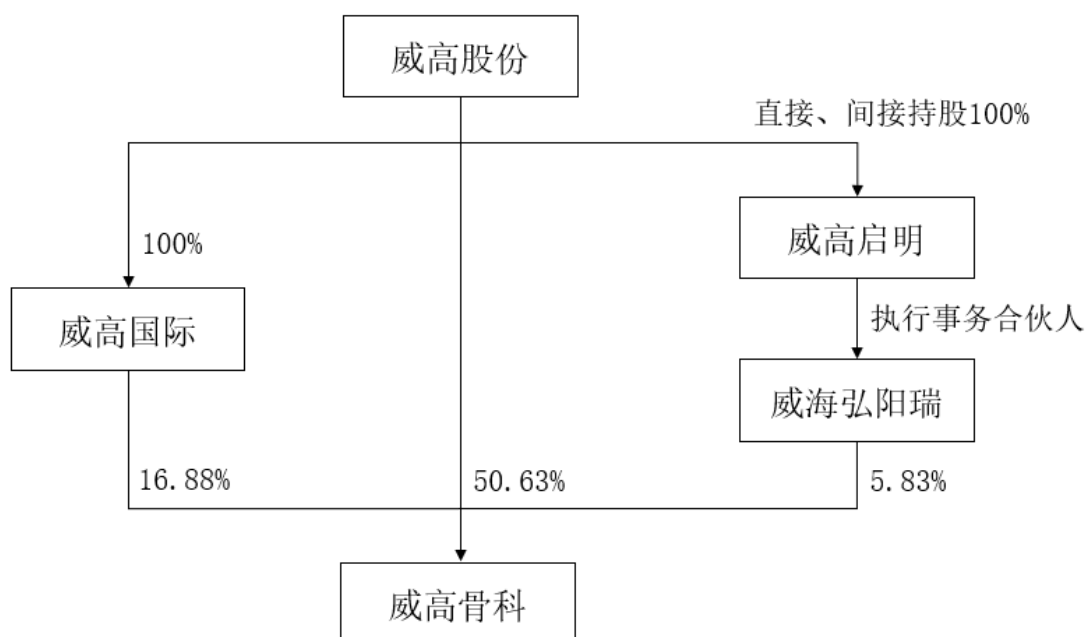 威高股份
直接、间接持股100%
威高启明
100%
威高国际
执行事务合伙人
威海弘阳瑞
16.88%
50.63%
5.83%
威高骨科